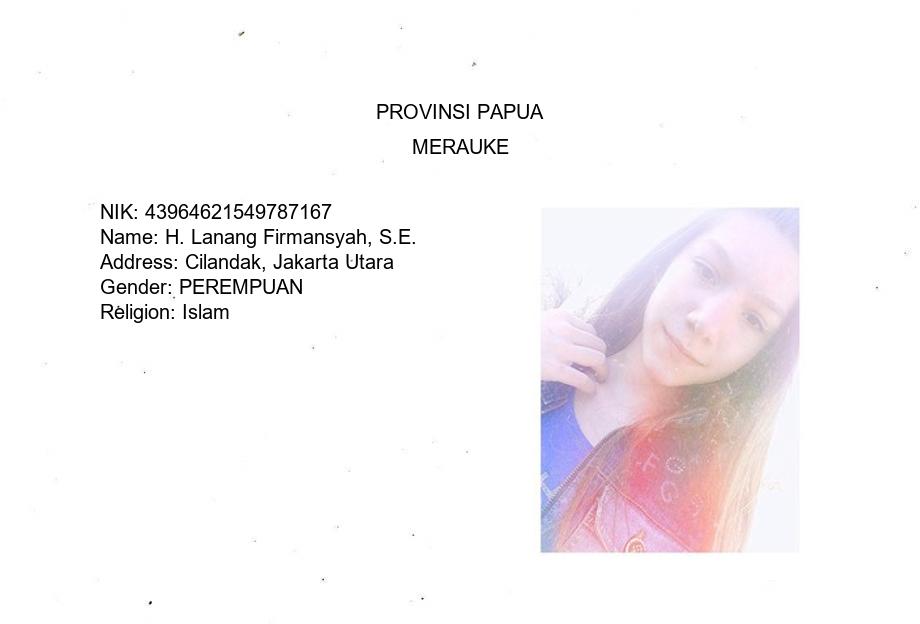 PROVINSI PAPUA
MERAUKE
NIK: 43964621549787167
Name: H. Lanang Firmansyah, S.E.
Address: Cilandak, Jakarta Utara
Gender: PEREMPUAN
Religion: Islam